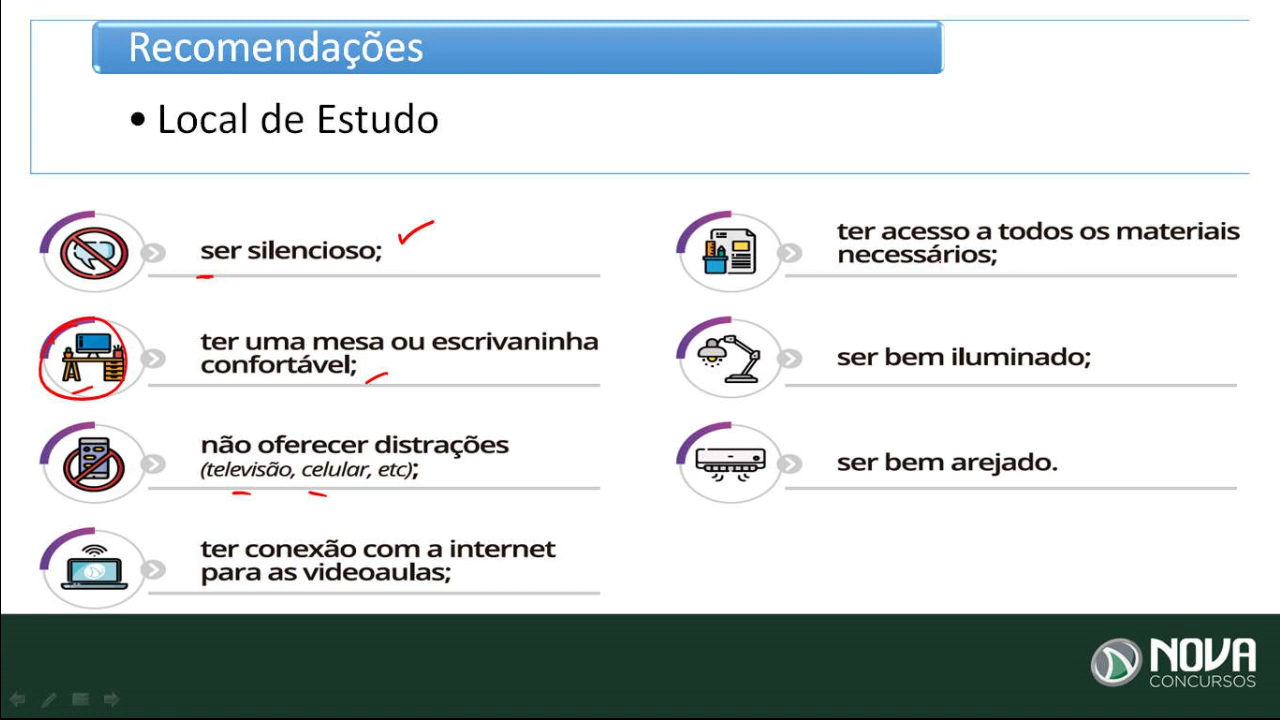 Recomendações
• Local de Estudo
ser silencioso;
ter uma mesa ou escrivaninha
confortável;
não oferecer distrações
(televisão, celular, etc);
ter conexão com a internet
para as videoaulas;
ter acesso a todos os materiais
necessários;
ser bem iluminado;
ser bem arejado.
NOVA
CONCURSOS